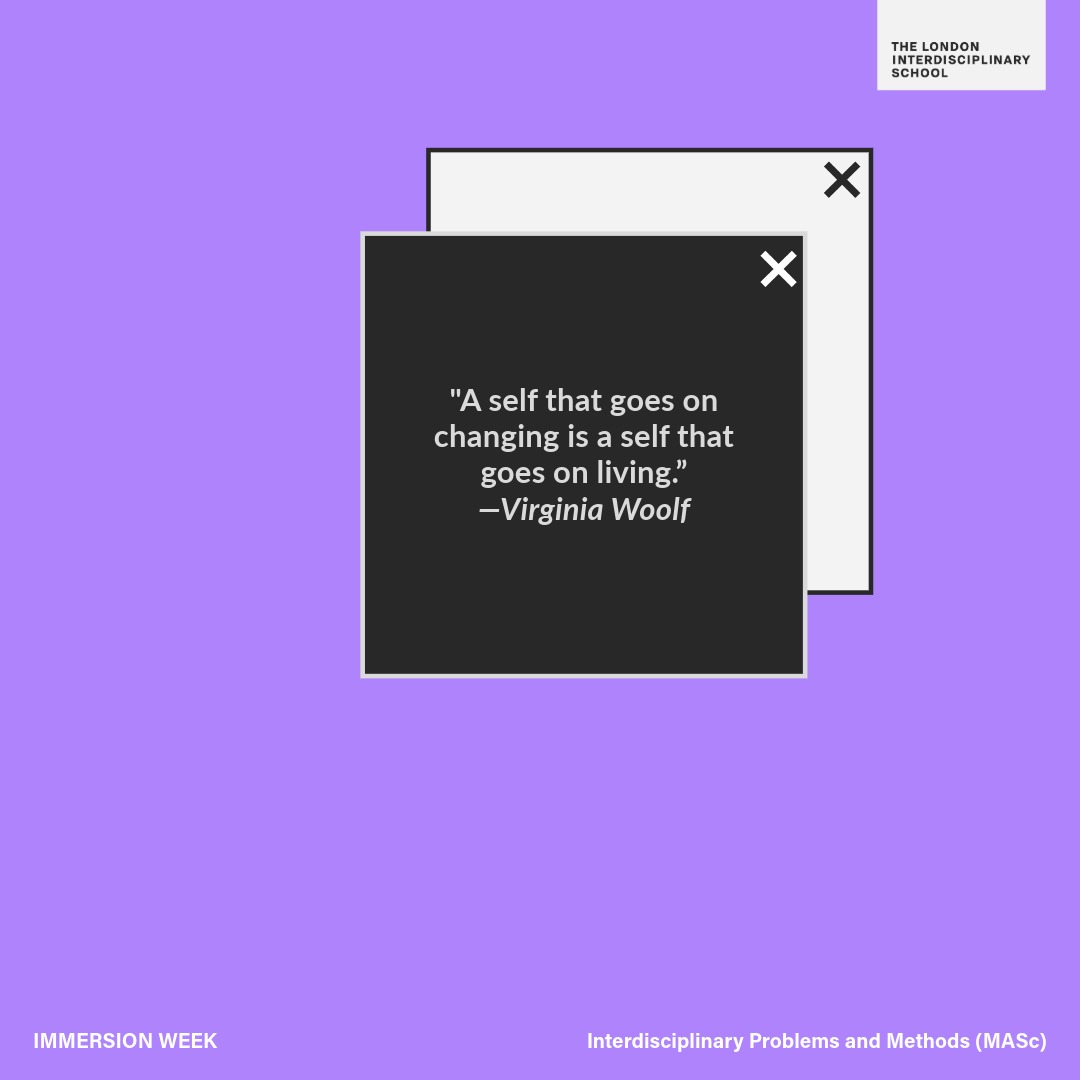 THE LONDON
INTERDISCIPLINARY
SCHOOL
"A self that goes on
changing is a self that
goes on living.”
—Virginia Woolf
IMMERSION WEEK
Interdisciplinary Problems and Methods (MASc)